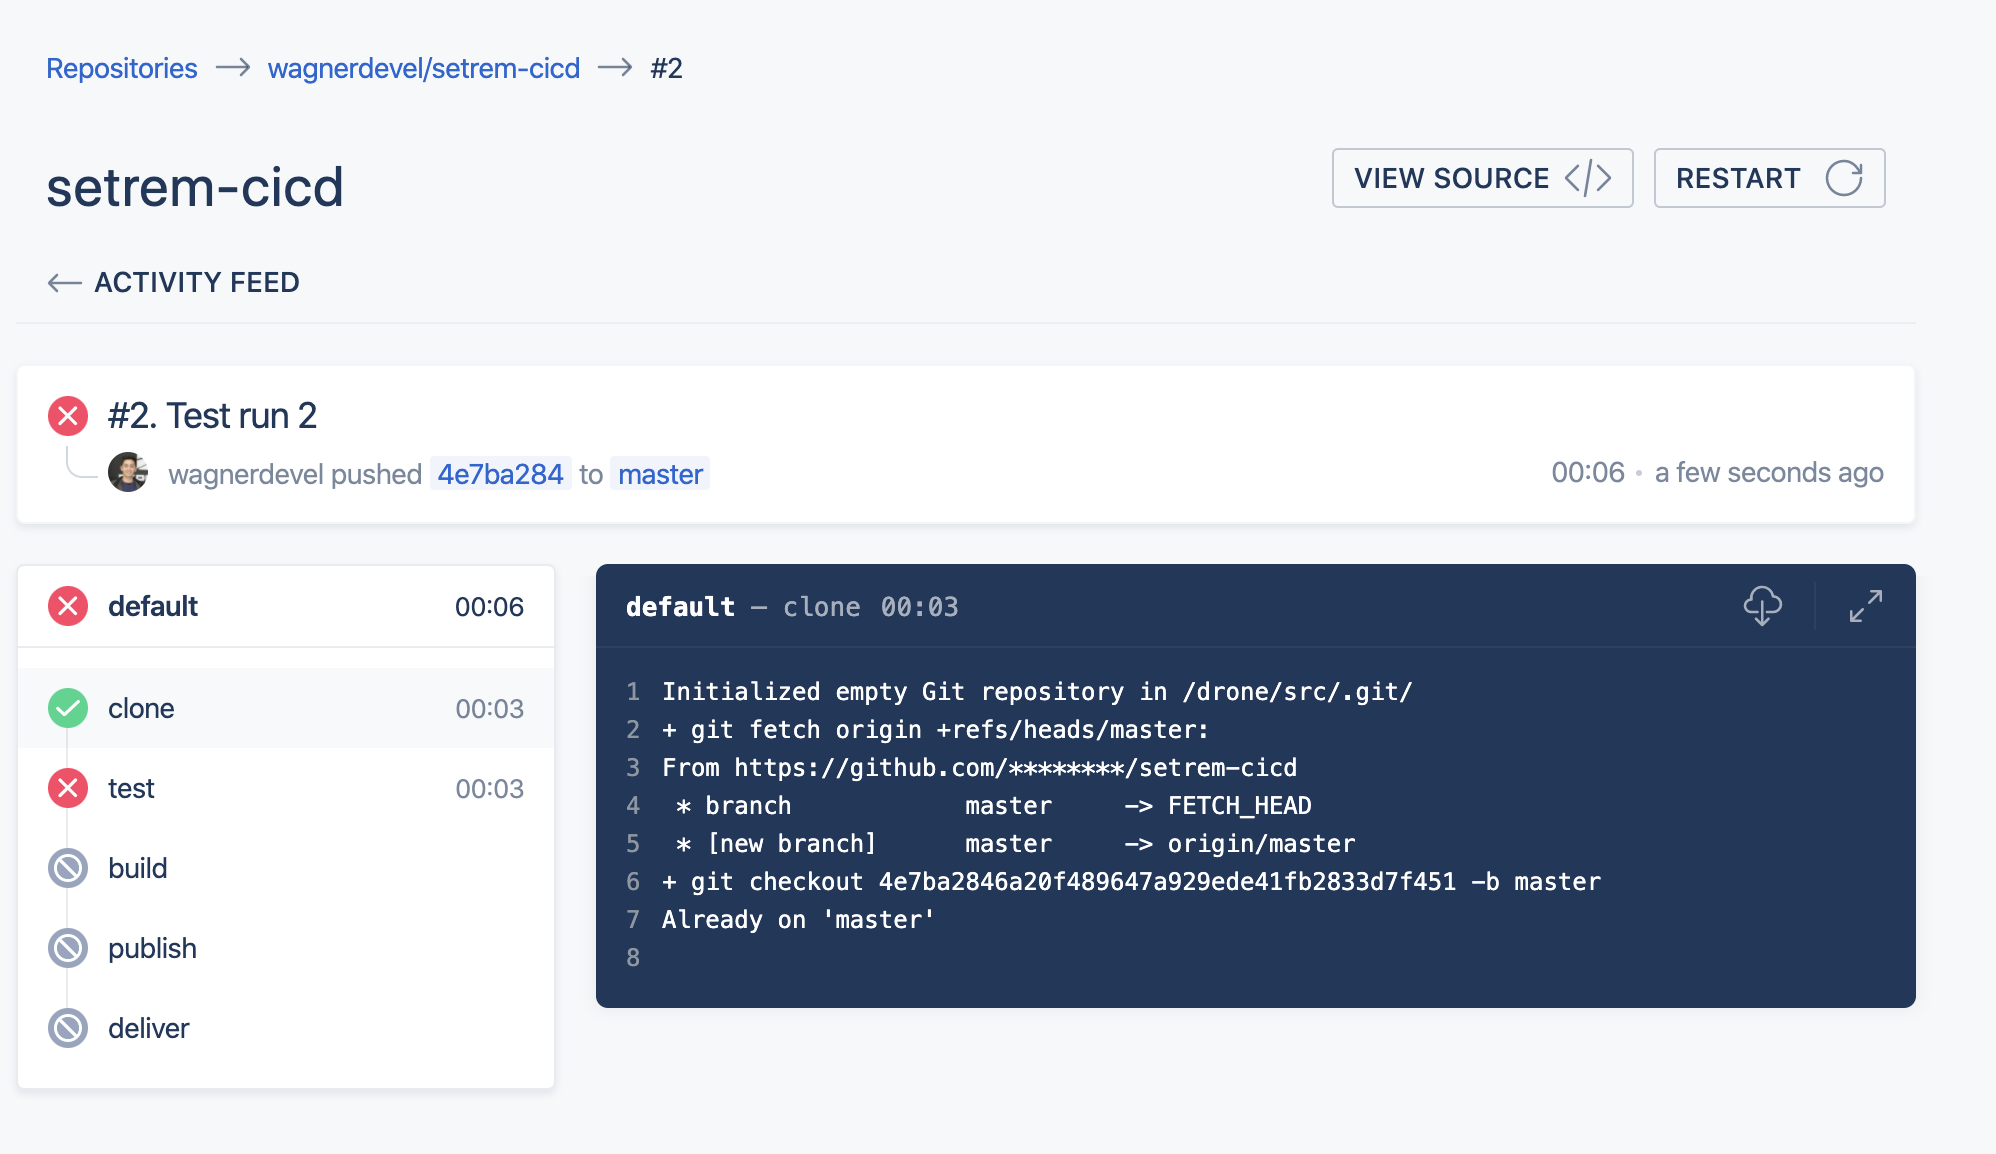 Repositories → wagnerdevel/setrem-cicd → #2
setrem-cicd
VIEW SOURCE </>
RESTART
← ACTIVITY FEED
#2. Test run 2
wagnerdevel pushed 4e7ba284 to master
00:06 • a few seconds ago
default 00:06
clone 00:03
test 00:03
build
publish
deliver
default — clone 00:03
1 Initialized empty Git repository in /drone/src/.git/
2 + git fetch origin +refs/heads/master:
3 From https://github.com/********/setrem-cicd
4  * branch            master     -> FETCH_HEAD
5  * [new branch]      master     -> origin/master
6 + git checkout 4e7ba2846a20f489647a929ede41fb2833d7f451 -b master
7 Already on 'master'
8